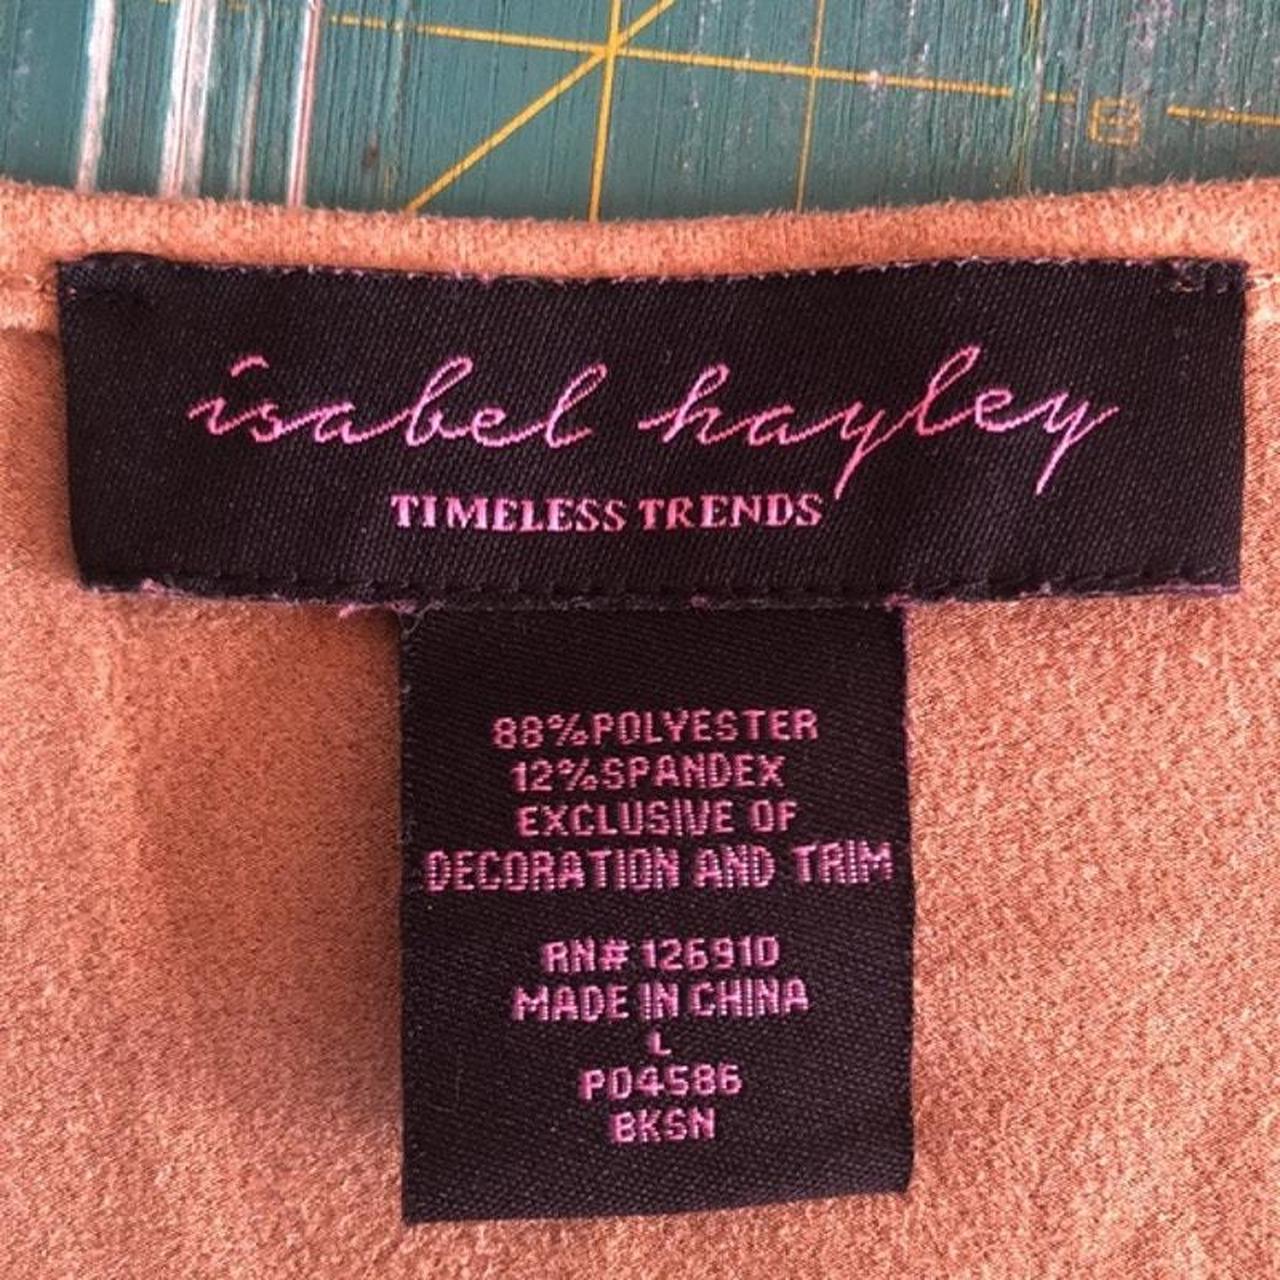 isabel hayley
TIMELESS TRENDS
88%POLYESTER
12%SPANDEX
EXCLUSIVE OF
DECORATION AND TRIM
RN# 126910
MADE IN CHINA
L
PD4586
BKSN